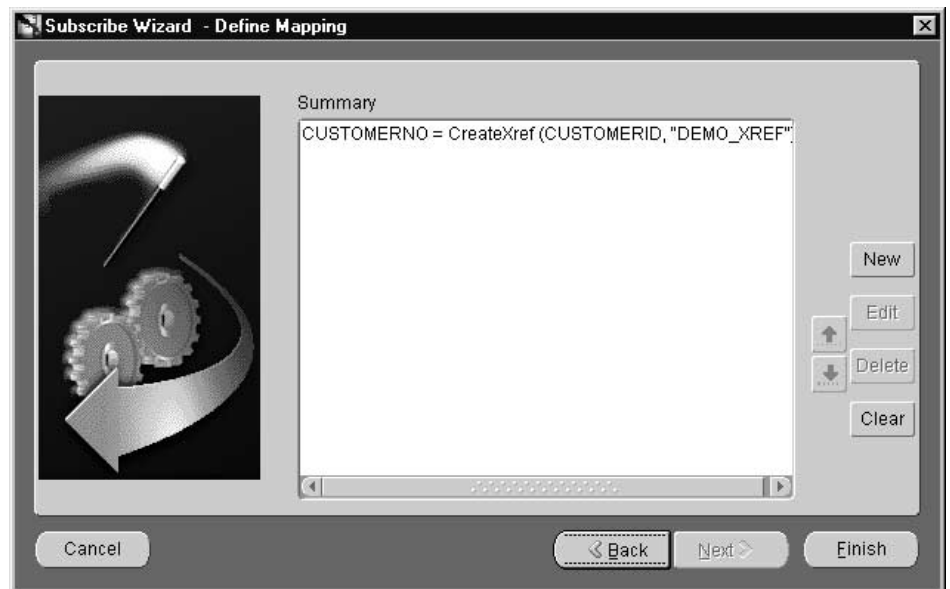 Subscribe Wizard - Define Mapping
Summary
CUSTOMERNO = CreateXref (CUSTOMERID, "DEMO_XREF")
New
Edit
Delete
Clear
Cancel
Back
Next
Finish